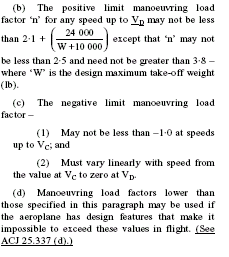 (b) The positive limit manoeuvring load
factor ‘n’ for any speed up to VD may not be less
than 2·1 + (24 000 / W +10 000) except that ‘n’ may not
be less than 2·5 and need not be greater than 3·8 –
where ‘W’ is the design maximum take-off weight
(lb).
(c) The negative limit manoeuvring load
factor –
(1) May not be less than –1·0 at speeds
up to VC; and
(2) Must vary linearly with speed from
the value at VC to zero at VD.
(d) Manoeuvring load factors lower than
those specified in this paragraph may be used if
the aeroplane has design features that make it
impossible to exceed these values in flight. (See
ACJ 25.337 (d).)